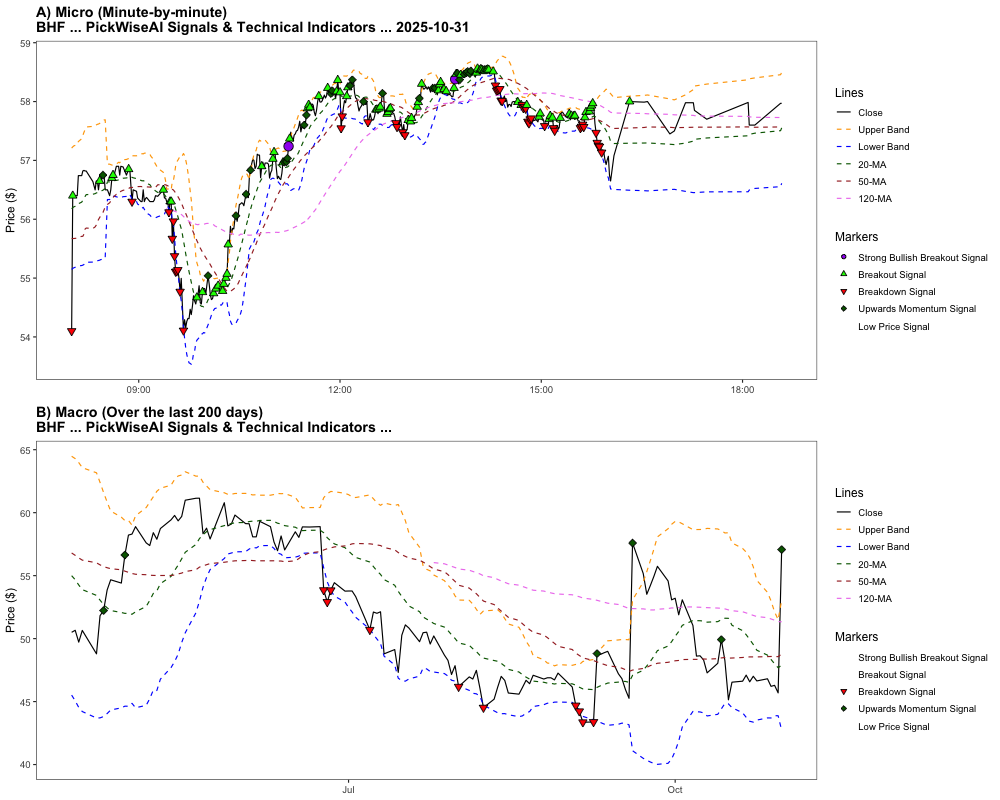 A) Micro (Minute-by-minute)
BHF ... PickWiseAI Signals & Technical Indicators ... 2025-10-31
59
58
57
56
55
54
Price ($)
09:00
12:00
15:00
18:00
Lines
Close
Upper Band
Lower Band
20-MA
50-MA
120-MA
Markers
Strong Bullish Breakout Signal
Breakout Signal
Breakdown Signal
Upwards Momentum Signal
Low Price Signal
B) Macro (Over the last 200 days)
BHF ... PickWiseAI Signals & Technical Indicators ...
65
60
55
50
45
40
Price ($)
Jul
Oct
Lines
Close
Upper Band
Lower Band
20-MA
50-MA
120-MA
Markers
Strong Bullish Breakout Signal
Breakout Signal
Breakdown Signal
Upwards Momentum Signal
Low Price Signal